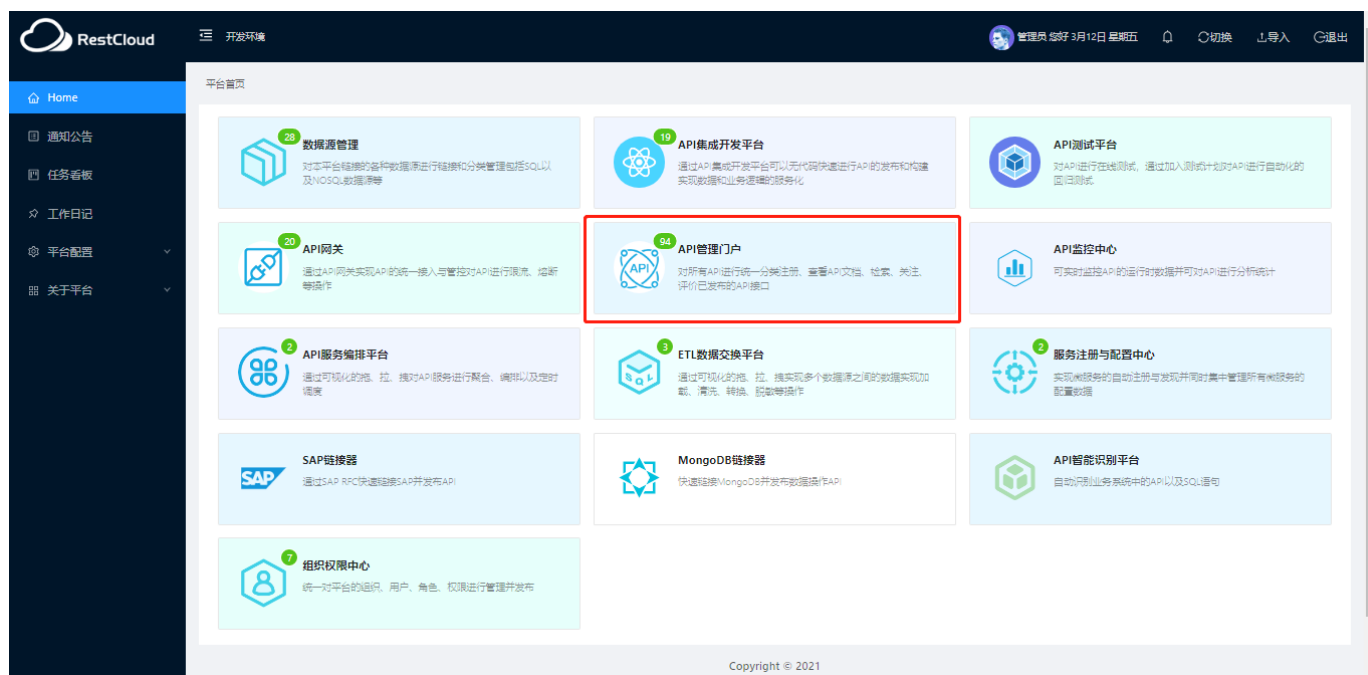 RestCloud
开发环境
管理员 您好 3月12日 星期五
切换
导入
退出
平台首页
Home
通知公告
任务看板
工作日记
平台配置
关于平台
28
数据源管理
对本平台链接的各种数据源进行链接和分类管理包括SQL以
及NOSQL数据源等
19
API集成开发平台
通过API集成开发平台可以无代码快速进行API的发布和构建
实现数据和业务逻辑的服务化
API测试平台
对API进行在线测试，通过加入测试计划对API进行自动化的
回归测试
20
API网关
通过API网关实现API的统一接入与管控对API进行限流、熔断
等操作
API
94
API管理门户
对所有API进行统一分类注册、查看API文档、检索、关注、
评价已发布的API接口
API监控中心
可实时监控API的运行时数据并可对API进行分析统计
2
API服务编排平台
通过可视化的拖、拉、拽对API服务进行聚合、编排以及定时
调度
SQL
3
ETL数据交换平台
通过可视化的拖、拉、拽实现多个数据源之间的数据实现加
载、清洗、转换、脱敏等操作
2
服务注册与配置中心
实现微服务的自动注册与发现并同时集中管理所有微服务的
配置数据
SAP
SAP链接器
通过SAP RFC快速链接SAP并发布API
MongoDB链接器
快速链接MongoDB并发布数据操作API
API智能识别平台
自动识别业务系统中的API以及SQL语句
7
组织权限中心
统一对平台的组织、用户、角色、权限进行管理并发布
Copyright © 2021